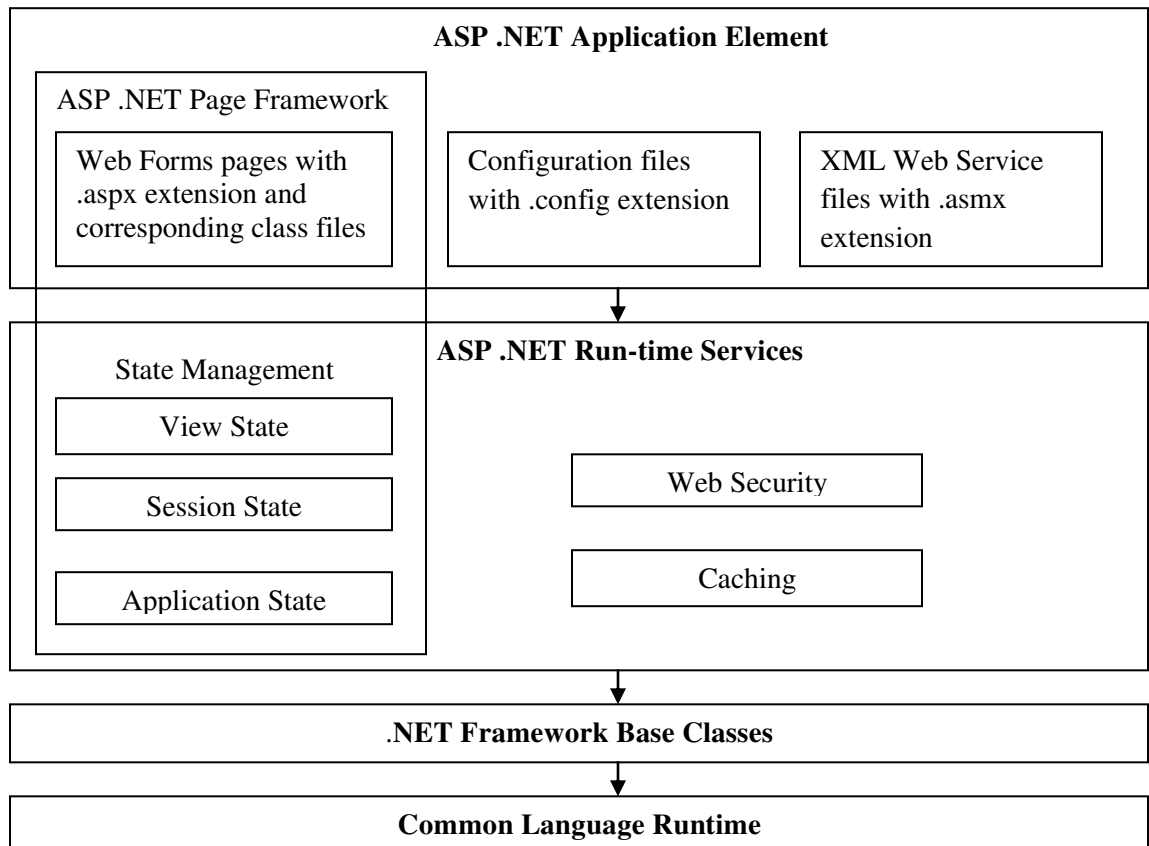 ASP .NET Application Element
ASP .NET Page Framework
Web Forms pages with
.aspx extension and
corresponding class files
Configuration files
with .config extension
XML Web Service
files with .asmx
extension
ASP .NET Run-time Services
State Management
View State
Session State
Application State
Web Security
Caching
.NET Framework Base Classes
Common Language Runtime